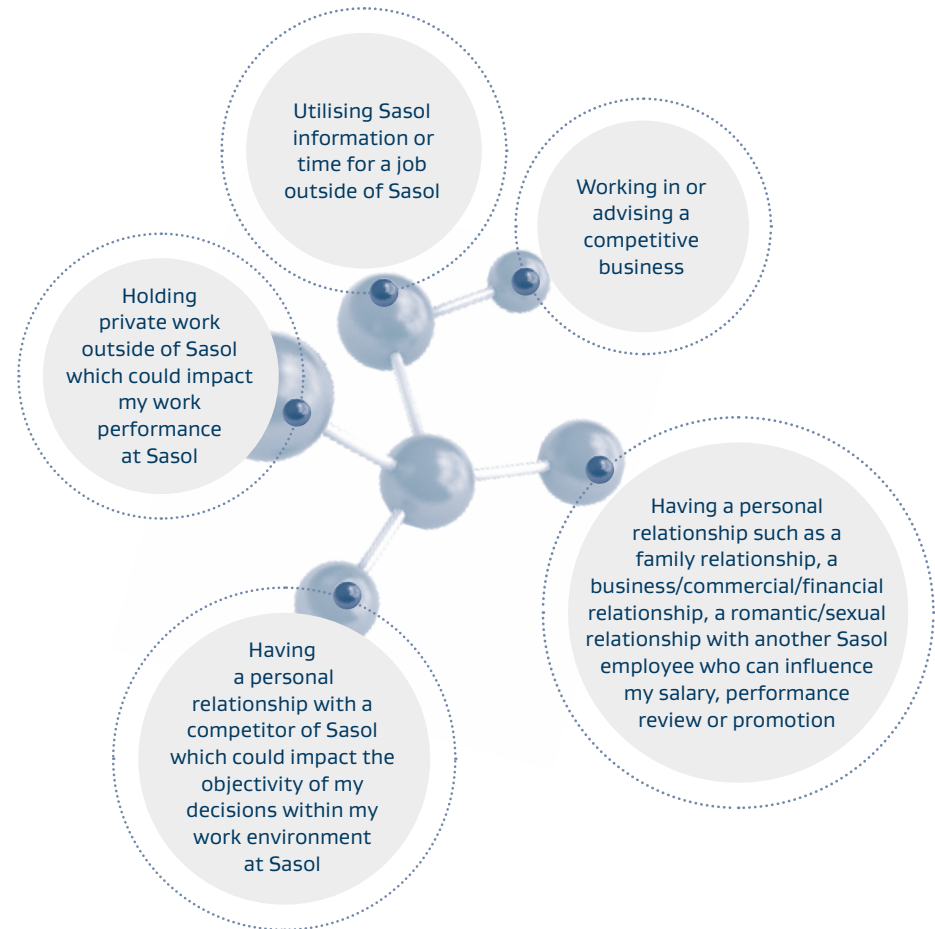 Utilising Sasol
information or
time for a job
outside of Sasol
Working in or
advising a
competitive
business
Holding
private work
outside of Sasol
which could impact
my work
performance
at Sasol
Having a personal
relationship such as a
family relationship, a
business/commercial/financial
relationship, a romantic/sexual
relationship with another Sasol
employee who can influence
my salary, performance
review or promotion
Having
a personal
relationship with a
competitor of Sasol
which could impact the
objectivity of my
decisions within my
work environment
at Sasol